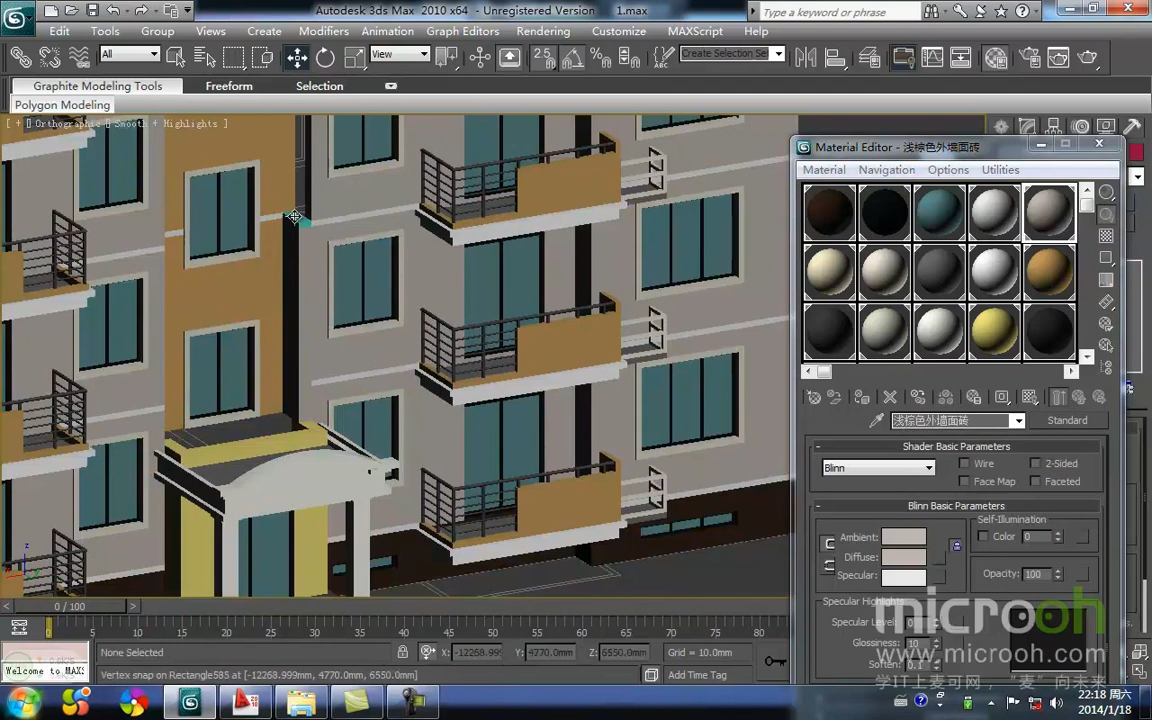 Autodesk 3ds Max 2010 x64 - Unregistered Version 1.max
Type a keyword or phrase
Edit Tools Group Views Create Modifiers Animation Graph Editors Rendering Customize MAXScript Help
All
View
2.5
Create Selection Se
Graphite Modeling Tools Freeform Selection
Polygon Modeling
[ + ] Orthographic Smooth + Highlights ]
Material Editor - 浅棕色外墙面砖
Material Navigation Options Utilities
浅棕色外墙面砖 Standard
Shader Basic Parameters
Blinn Wire 2-Sided
Face Map Faceted
Blinn Basic Parameters
Self-Illumination
Ambient: Color 0
Diffuse:
Specular: Opacity: 100
Specular Highlights
Specular Level: 0
Glossiness: 10
Soften: 0.1
microoh
www.microoh.com
学IT上麦可网，“麦”向未来
z
0 / 100
0 5 10 15 20 25 30 35 40 45 50 55 60 65 70 75 80
None Selected X: -12268.999 Y: 4770.0mm Z: 6550.0mm Grid = 10.0mm
Welcome to MAX: Vertex snap on Rectangle585 at [-12268.999mm, 4770.0mm, 6550.0mm] Add Time Tag
22:18 周六
2014/1/18